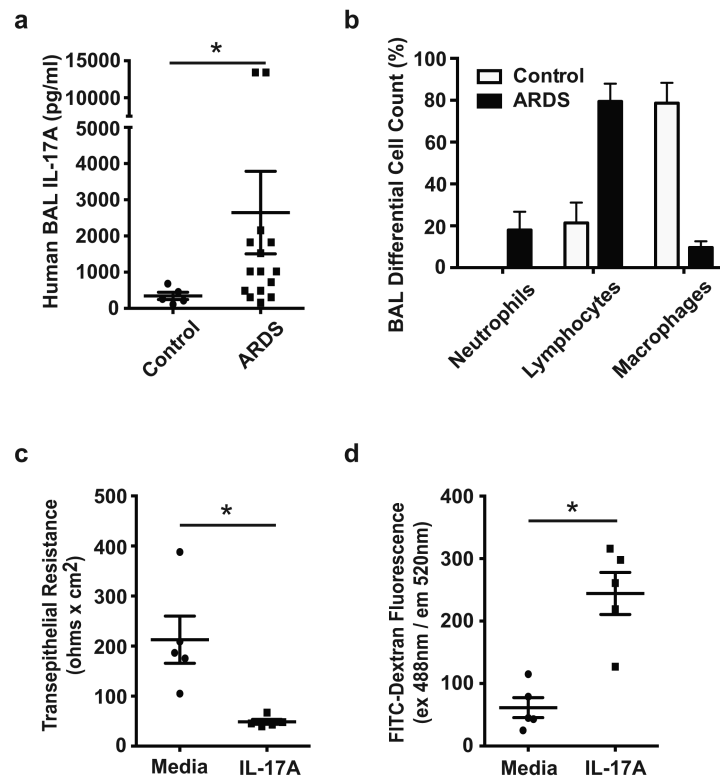 a
Human BAL IL-17A (pg/ml)
15000
10000
5000
4000
3000
2000
1000
0
*
Control
ARDS
b
BAL Differential Cell Count (%)
100
80
60
40
20
0
Control
ARDS
Neutrophils
Lymphocytes
Macrophages
c
Transepithelial Resistance
(ohms x cm2)
500
400
300
200
100
0
*
Media
IL-17A
d
FITC-Dextran Fluorescence
(ex 488nm / em 520nm)
400
300
200
100
0
*
Media
IL-17A